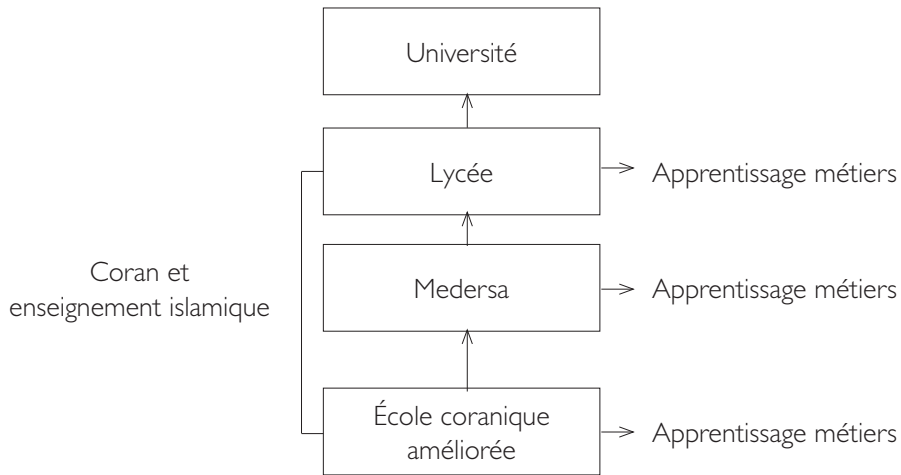 Université
Lycée
Apprentissage métiers
Coran et
enseignement islamique
Medersa
Apprentissage métiers
École coranique
améliorée
Apprentissage métiers